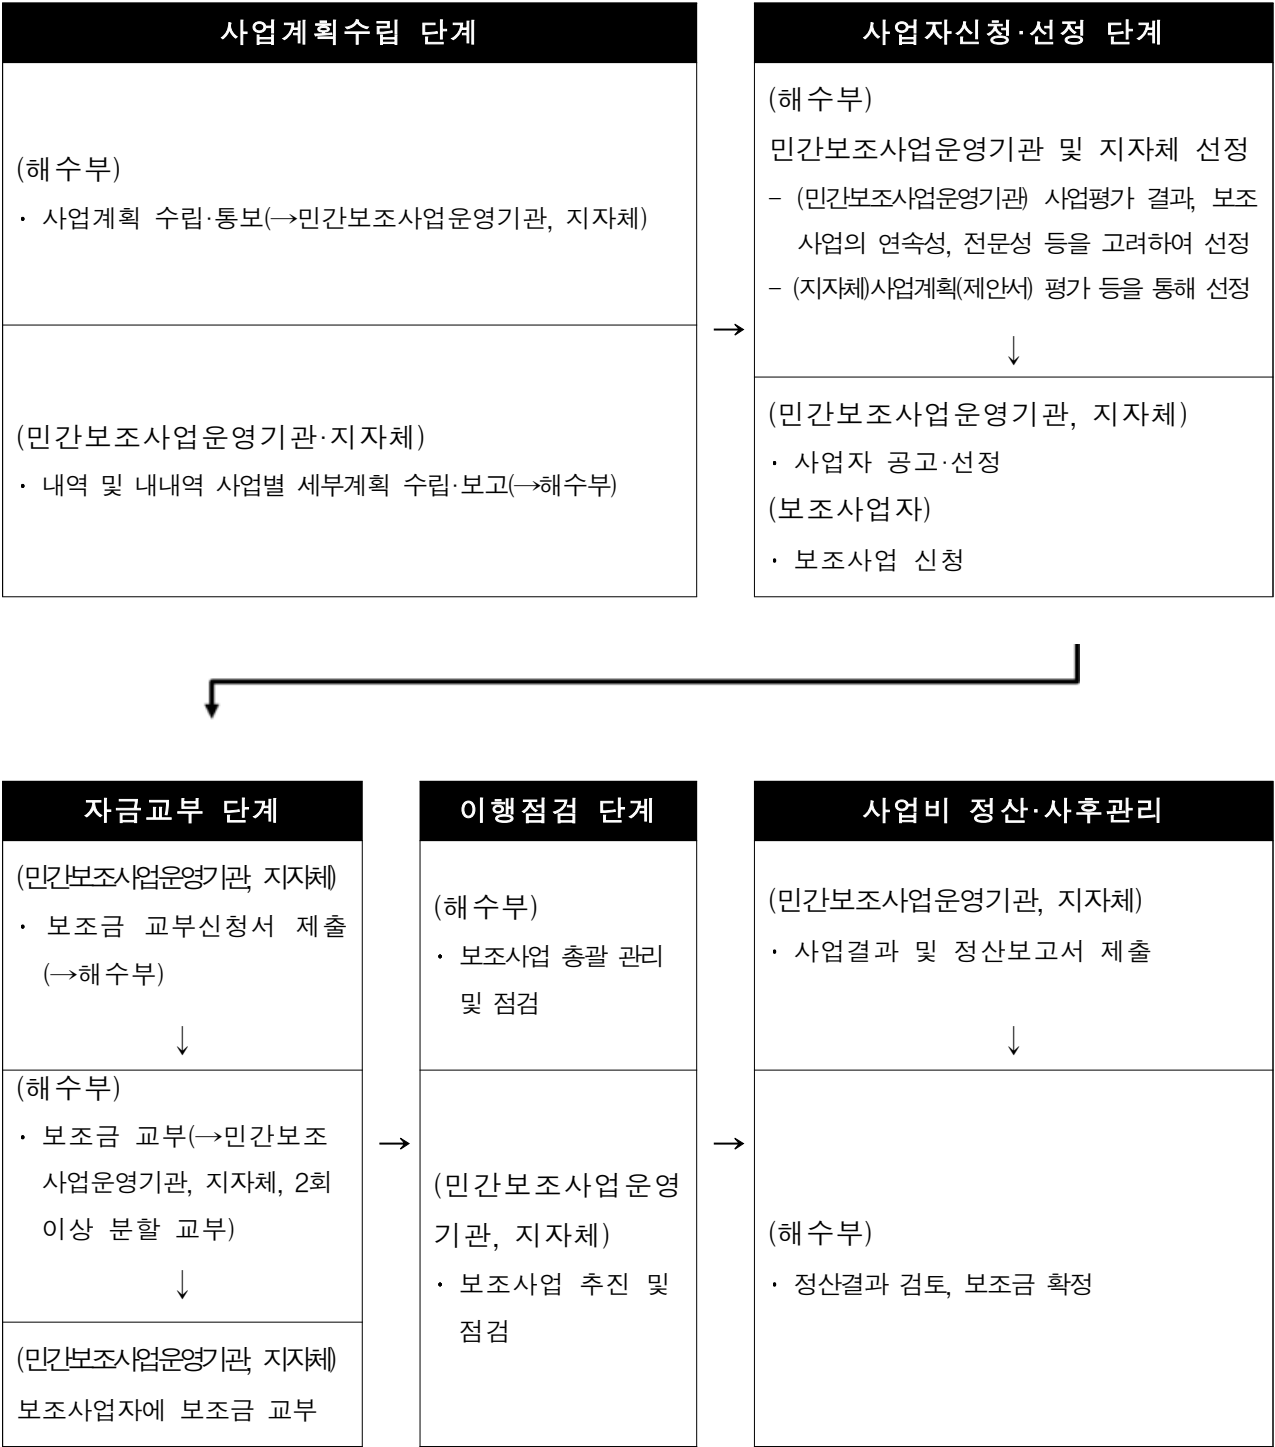 사업계획수립 단계
(해수부)
· 사업계획 수립·통보(→민간보조사업운영기관, 지자체)
(민간보조사업운영기관·지자체)
· 내역 및 내내역 사업별 세부계획 수립·보고(→해수부)
→
사업자신청·선정 단계
(해수부)
민간보조사업운영기관 및 지자체 선정
- (민간보조사업운영기관) 사업평가 결과, 보조
사업의 연속성, 전문성 등을 고려하여 선정
- (지자체)사업계획(제안서) 평가 등을 통해 선정
↓
(민간보조사업운영기관, 지자체)
· 사업자 공고·선정
(보조사업자)
· 보조사업 신청
자금교부 단계
(민간보조사업운영기관, 지자체)
· 보조금 교부신청서 제출
(→해수부)
↓
(해수부)
· 보조금 교부(→민간보조
사업운영기관, 지자체, 2회
이상 분할 교부)
↓
(민간보조사업운영기관, 지자체)
보조사업자에 보조금 교부
→
이행점검 단계
(해수부)
· 보조사업 총괄 관리
및 점검
(민간보조사업운영
기관, 지자체)
· 보조사업 추진 및
점검
→
사업비 정산·사후관리
(민간보조사업운영기관, 지자체)
· 사업결과 및 정산보고서 제출
↓
(해수부)
· 정산결과 검토, 보조금 확정